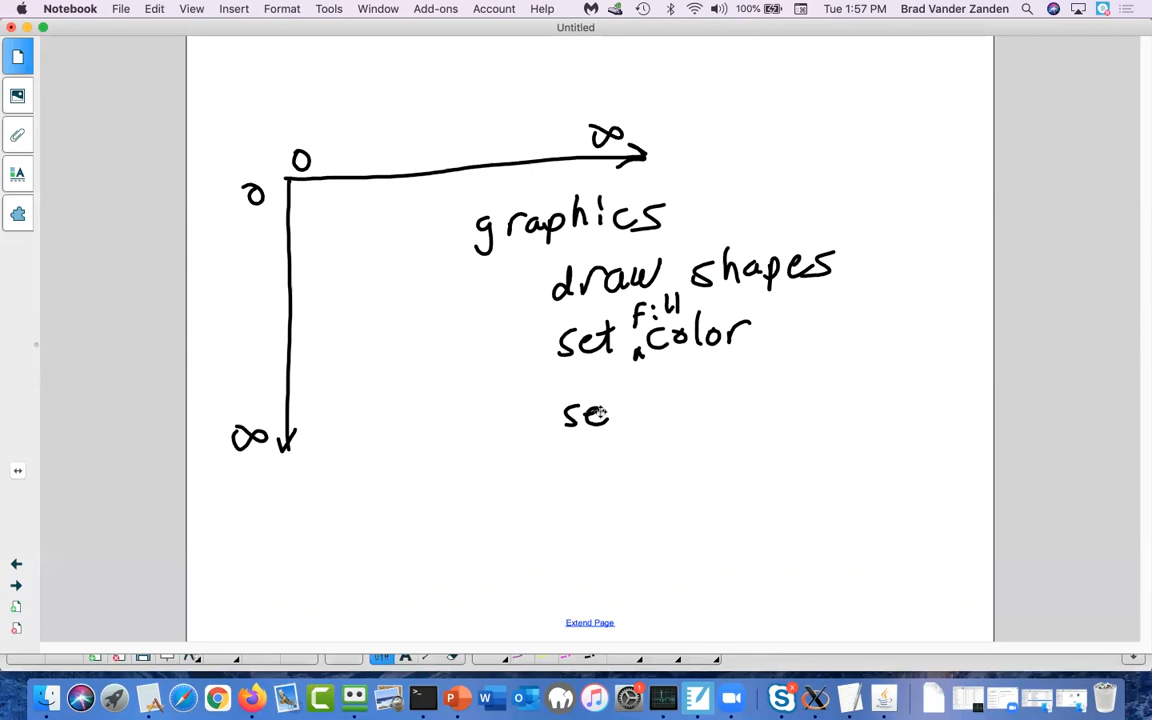 Notebook File Edit View Insert Format Tools Window Add-ons Account Help 100% Tue 1:57 PM Brad Vander Zanden
Untitled
0 ∞
0
graphics
draw shapes
fill
set ^ color
se
∞
Extend Page